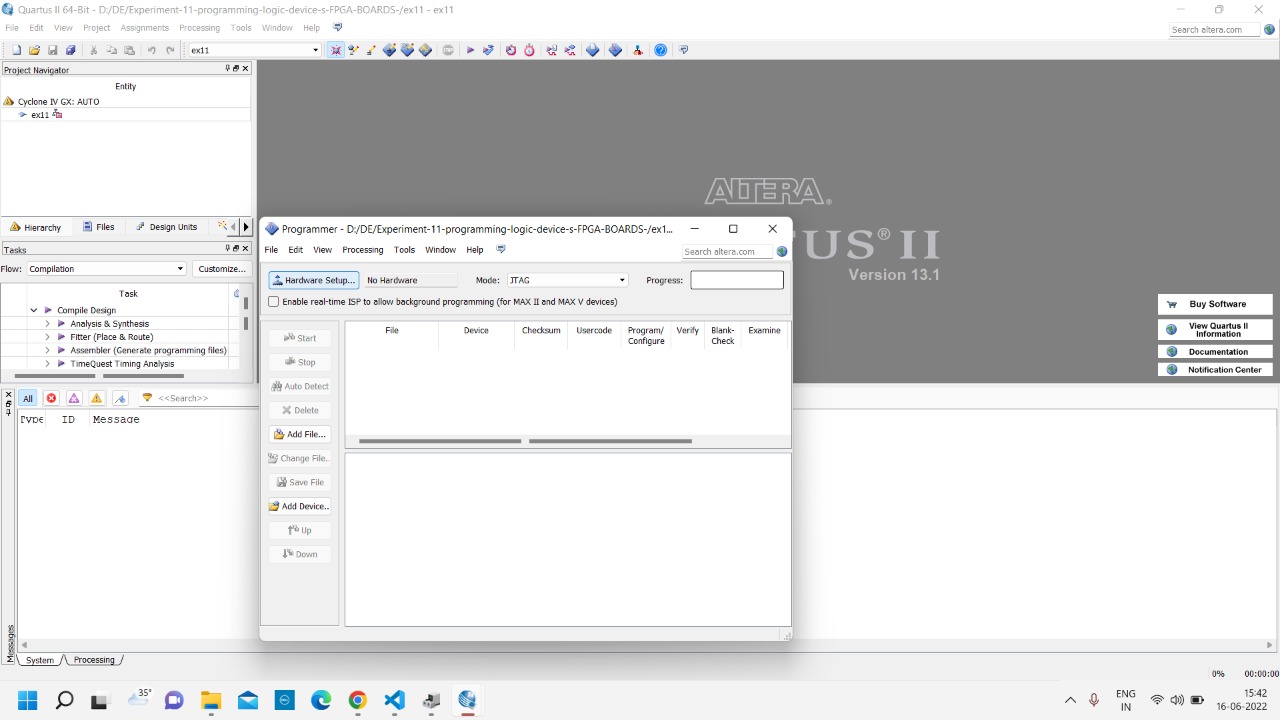 Quartus II 64-Bit - D:/DE/Experiment-11-programming-logic-device-s-FPGA-BOARDS-/ex11 - ex11
File Edit View Project Assignments Processing Tools Window Help
Search altera.com
ex11
Project Navigator
Entity
Cyclone IV GX: AUTO
ex11
Hierarchy Files Design Units
Tasks
Flow: Compilation Customize...
Task
Compile Design
Analysis & Synthesis
Fitter (Place & Route)
Assembler (Generate programming files)
TimeQuest Timing Analysis
ALTERA®
TUS® II
Version 13.1
Buy Software
View Quartus II
Information
Documentation
Notification Center
Programmer - D:/DE/Experiment-11-programming-logic-device-s-FPGA-BOARDS-/ex1...
File Edit View Processing Tools Window Help
Search altera.com
Hardware Setup... No Hardware Mode: JTAG Progress:
Enable real-time ISP to allow background programming (for MAX II and MAX V devices)
Start
Stop
Auto Detect
Delete
Add File...
Change File..
Save File
Add Device..
Up
Down
File Device Checksum Usercode Program/ Verify Blank- Examine
Configure Check
All <<Search>>
Type ID Message
Messages
System Processing
0% 00:00:00
35°
ENG
IN
15:42
16-06-2022